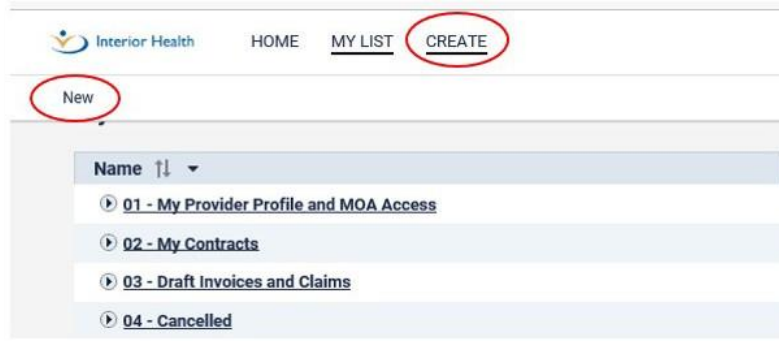 Interior Health HOME MY LIST CREATE
New
Name
01 - My Provider Profile and MOA Access
02 - My Contracts
03 - Draft Invoices and Claims
04 - Cancelled